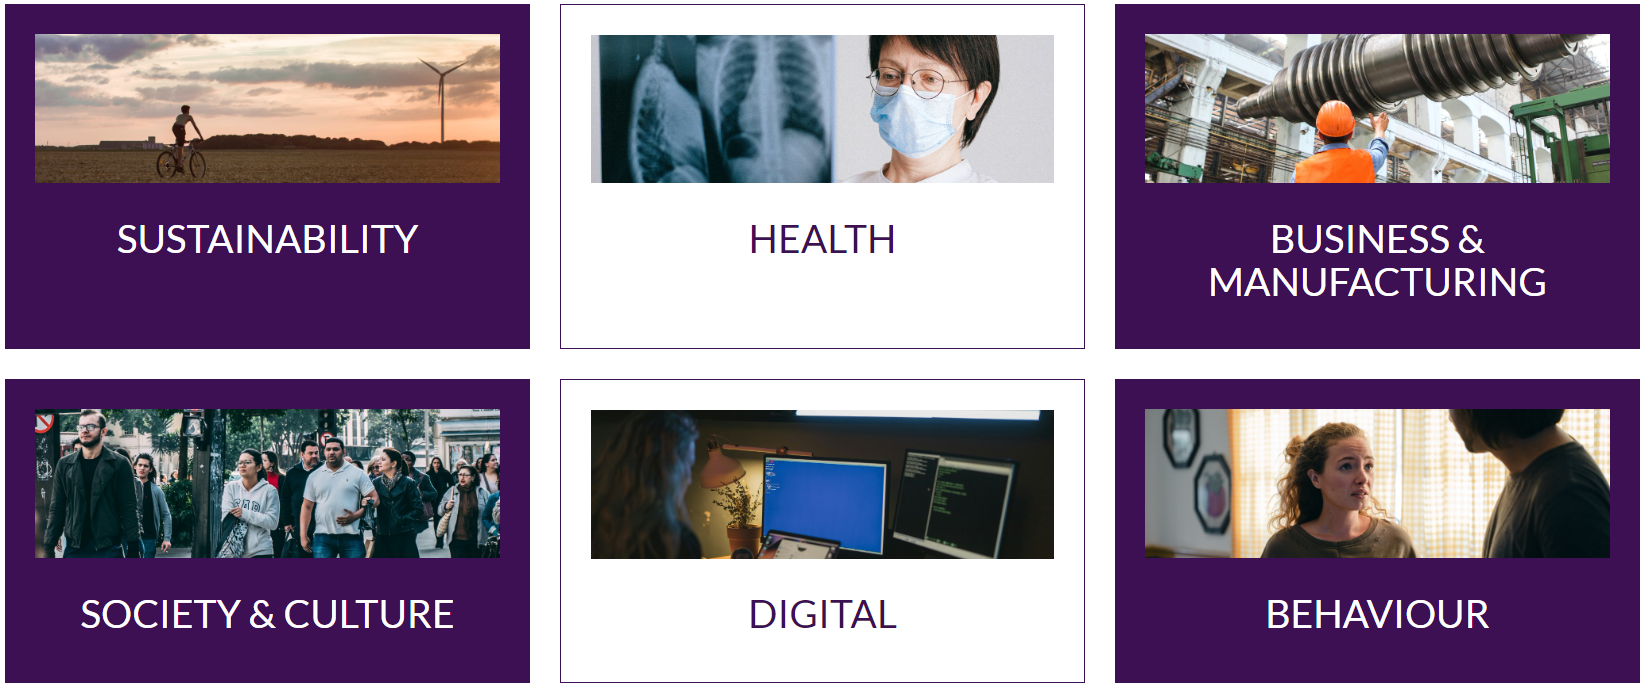 SUSTAINABILITY
HEALTH
BUSINESS &
MANUFACTURING
SOCIETY & CULTURE
DIGITAL
BEHAVIOUR